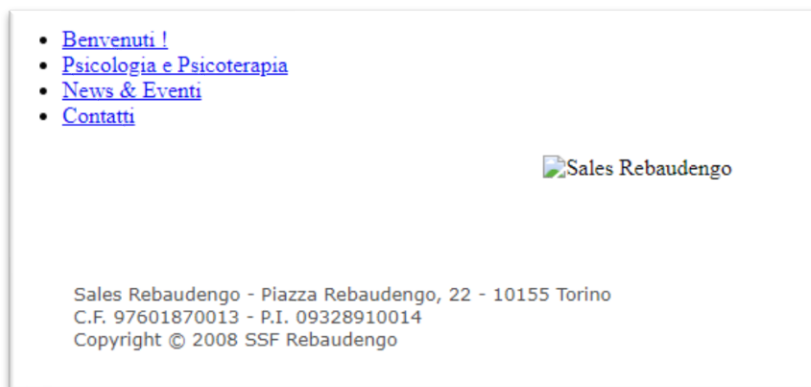 Benvenuti !
Psicologia e Psicoterapia
News & Eventi
Contatti
Sales Rebaudengo
Sales Rebaudengo - Piazza Rebaudengo, 22 - 10155 Torino
C.F. 97601870013 - P.I. 09328910014
Copyright © 2008 SSF Rebaudengo